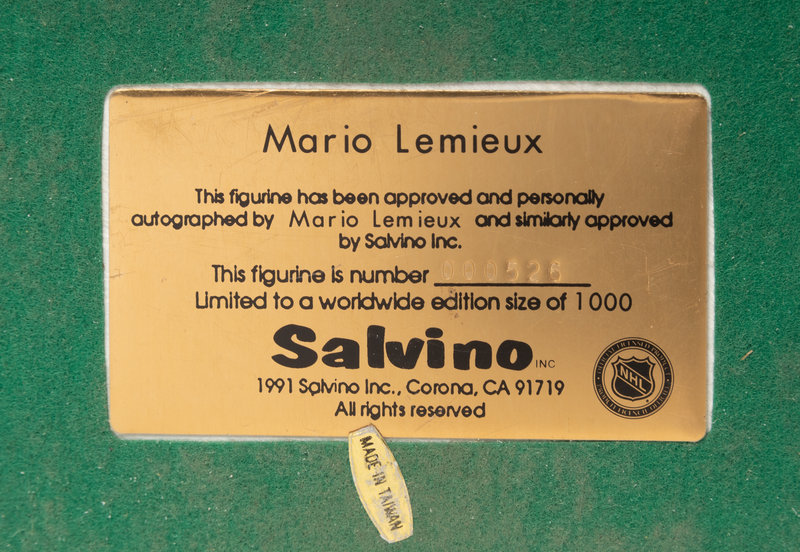 Mario Lemieux
This figurine has been approved and personally
autographed by Mario Lemieux and similarly approved
by Salvino Inc.
This figurine is number 000526
Limited to a worldwide edition size of 1000
Salvino INC
1991 Salvino Inc., Corona, CA 91719
All rights reserved
NHL
MADE IN TAIWAN